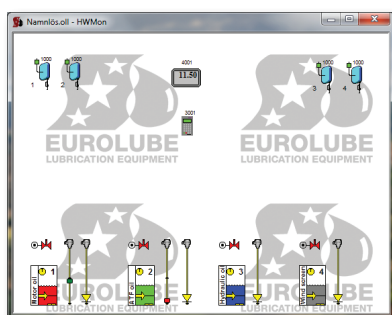 Namnlös.oll - HWMon
1000
1000
4001
1000
1000
11.50
1
2
3
4
3001
EUROLUBE
LUBRICATION EQUIPMENT
EUROLUBE
LUBRICATION EQUIPMENT
1
2
3
4
Motor oil
ATF oil
Hydraulic oil
Wind screen
EUROLUBE
LUBRICATION EQUIPMENT
EUROLUBE
LUBRICATION EQUIPMENT